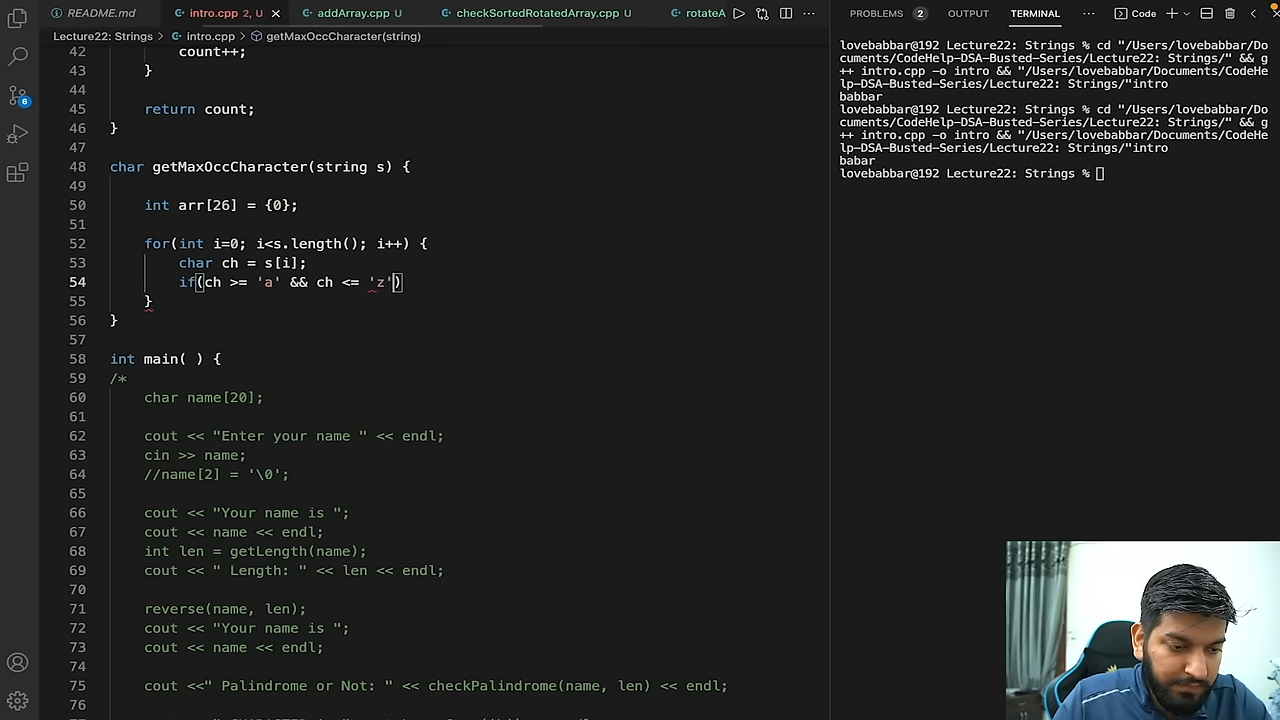 README.md
intro.cpp 2, U
addArray.cpp U
checkSortedRotatedArray.cpp U
rotateA
Lecture22: Strings > intro.cpp > getMaxOccCharacter(string)
42 count++;
43 }
44
45 return count;
46 }
47
48 char getMaxOccCharacter(string s) {
49
50 int arr[26] = {0};
51
52 for(int i=0; i<s.length(); i++) {
53 char ch = s[i];
54 if(ch >= 'a' && ch <= 'z')
55 }
56 }
57
58 int main( ) {
59 /*
60 char name[20];
61
62 cout << "Enter your name " << endl;
63 cin >> name;
64 //name[2] = '\0';
65
66 cout << "Your name is ";
67 cout << name << endl;
68 int len = getLength(name);
69 cout << " Length: " << len << endl;
70
71 reverse(name, len);
72 cout << "Your name is ";
73 cout << name << endl;
74
75 cout <<" Palindrome or Not: " << checkPalindrome(name, len) << endl;
76
6
PROBLEMS 2 OUTPUT TERMINAL ··· Code
lovebabbar@192 Lecture22: Strings % cd "/Users/lovebabbar/Do
cuments/CodeHelp-DSA-Busted-Series/Lecture22: Strings/" && g
++ intro.cpp -o intro && "/Users/lovebabbar/Documents/CodeHe
lp-DSA-Busted-Series/Lecture22: Strings/"intro
babbar
lovebabbar@192 Lecture22: Strings % cd "/Users/lovebabbar/Do
cuments/CodeHelp-DSA-Busted-Series/Lecture22: Strings/" && g
++ intro.cpp -o intro && "/Users/lovebabbar/Documents/CodeHe
lp-DSA-Busted-Series/Lecture22: Strings/"intro
babar
lovebabbar@192 Lecture22: Strings %